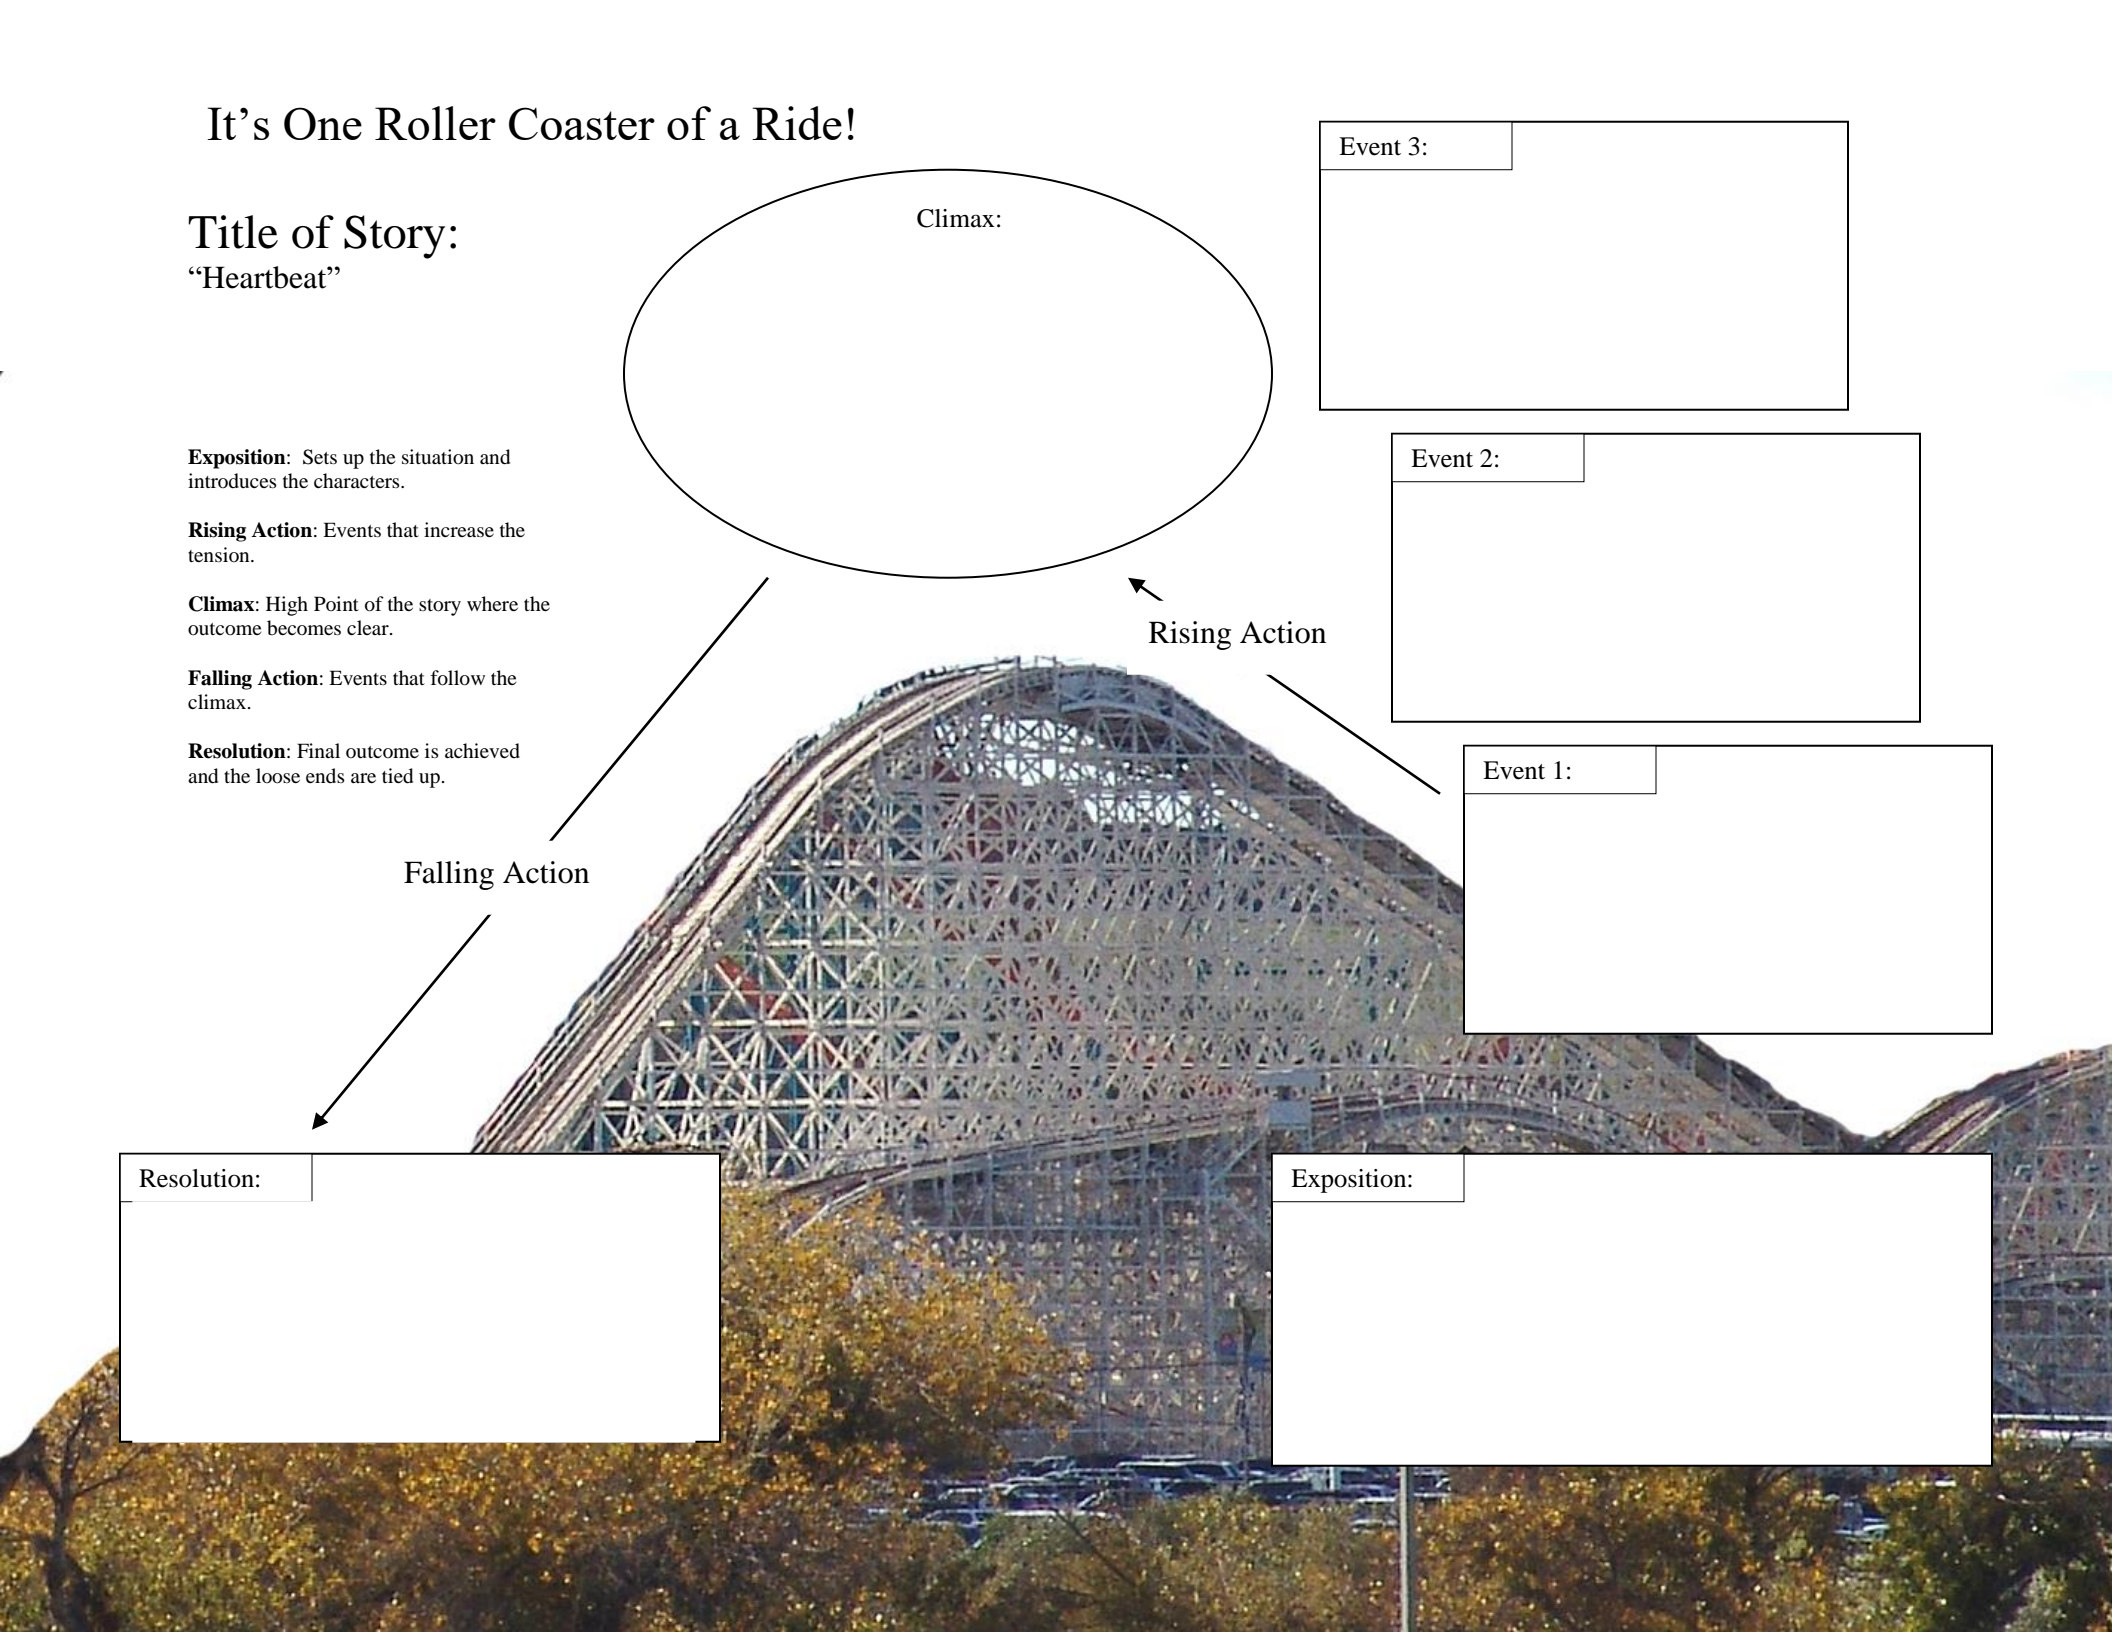 It’s One Roller Coaster of a Ride!
Title of Story:
“Heartbeat”
Exposition:  Sets up the situation and
introduces the characters.
Rising Action: Events that increase the
tension.
Climax: High Point of the story where the
outcome becomes clear.
Falling Action: Events that follow the
climax.
Resolution: Final outcome is achieved
and the loose ends are tied up.
Climax:
Event 3:
Event 2:
Rising Action
Event 1:
Falling Action
Resolution:
Exposition: